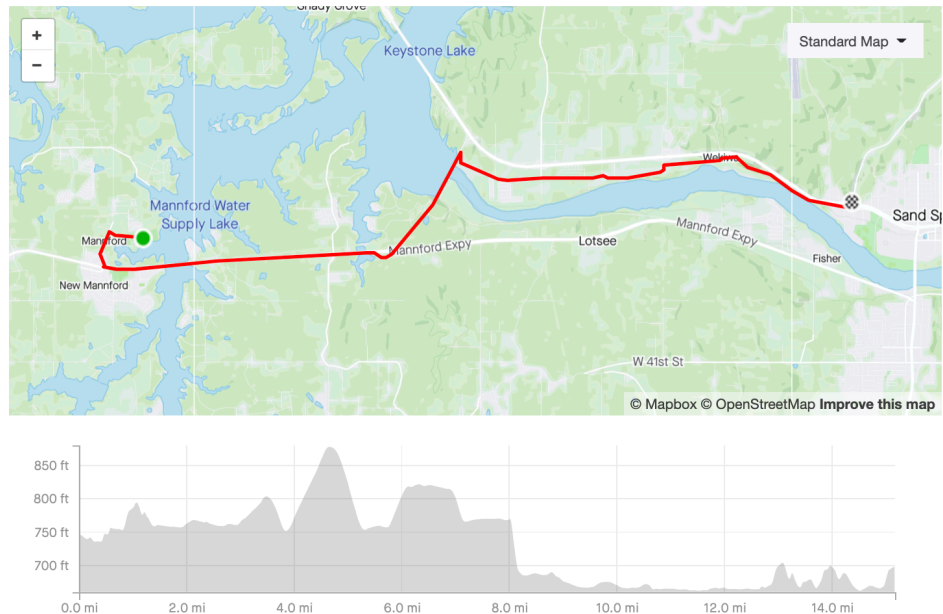 Shady Grove
+
−
Keystone Lake
Standard Map
Mannford Water
Supply Lake
Mannford
New Mannford
Mannford Expy
Lotsee
Mannford Expy
Fisher
Sand Sp
W 41st St
© Mapbox © OpenStreetMap Improve this map
850 ft
800 ft
750 ft
700 ft
0.0 mi 2.0 mi 4.0 mi 6.0 mi 8.0 mi 10.0 mi 12.0 mi 14.0 mi